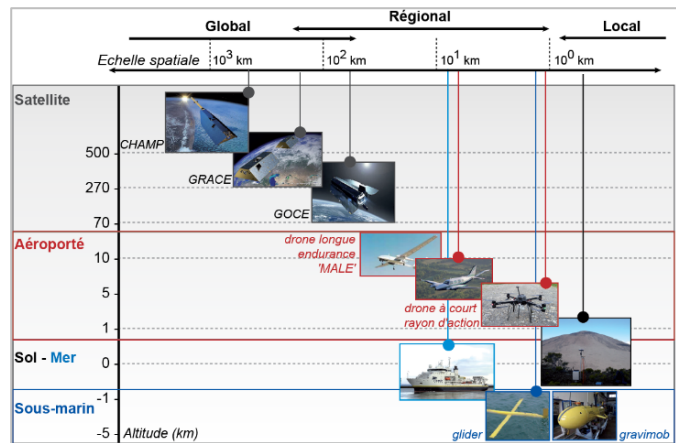 Global
Régional
Local
Echelle spatiale
10³ km
10² km
10¹ km
10⁰ km
Satellite
CHAMP
500
GRACE
270
GOCE
70
Aéroporté
drone longue
endurance
'MALE'
10
5
drone à court
rayon d'action
1
Sol - Mer
0
-1
Sous-marin
glider
gravimob
-5
Altitude (km)